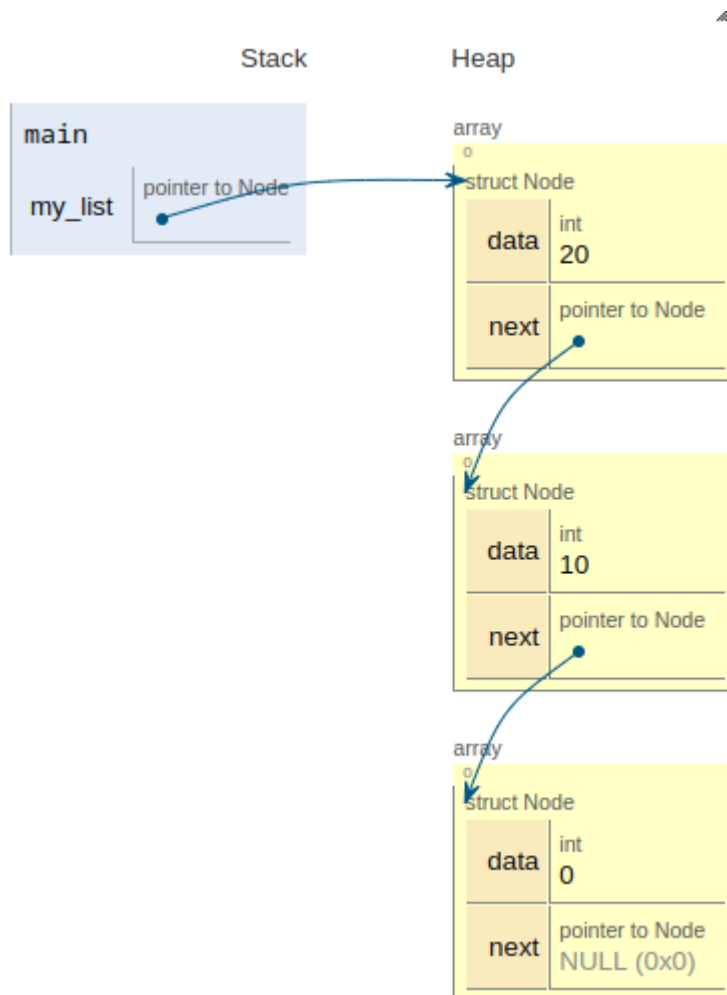 Stack Heap
main
my_list pointer to Node
array
0
struct Node
data int
20
next pointer to Node
array
0
struct Node
data int
10
next pointer to Node
array
0
struct Node
data int
0
next pointer to Node
NULL (0x0)